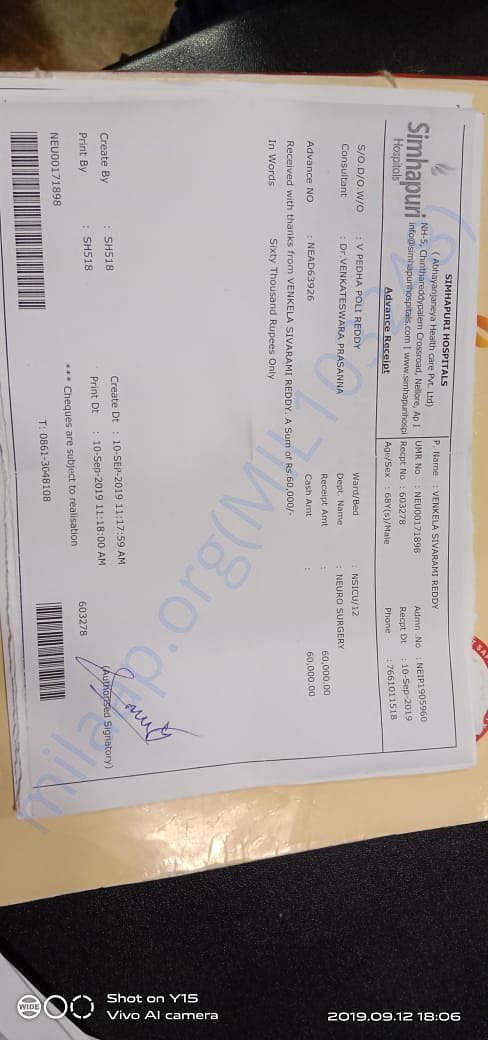 SIMHAPURI HOSPITALS
( Abhayanjaneya Health care Pvt. Ltd)
Simhapuri
Hospitals
NH-5, Chinthareddypalem Crossroad, Nellore, Ap I
info@simhapurihospitals.com | www.simhapurihospi
Advance Receipt
P. Name : VENKELA SIVARAMI REDDY
UMR No : NEU00171898 Admn .No : NEIP1905960
Recpt No : 603278 Recpt Dt : 10-Sep-2019
Age/Sex : 68Y(s)/Male Phone : 7661011518
S/O.D/O.W/O : V PEDHA POLI REDDY Ward/Bed : NSICU/12
Consultant : Dr.VENKATESWARA PRASANNA Dept. Name : NEURO SURGERY
Receipt Amt : 60,000.00
Advance NO : NEAD63926 Cash Amt : 60,000.00
Received with thanks from VENKELA SIVARAMI REDDY. A Sum of Rs.60,000/-
In Words Sixty Thousand Rupees Only
(Authorised Signatory)
Create By : SH518 Create Dt : 10-SEP-2019 11:17:59 AM
Print By : SH518 Print Dt : 10-Sep-2019 11:18:00 AM
603278
*** Cheques are subject to realisation
NEU00171898
T: 0861-3048108
milaap.org(MIL103248)
WIDE
Shot on Y15
Vivo AI camera
2019.09.12 18:06